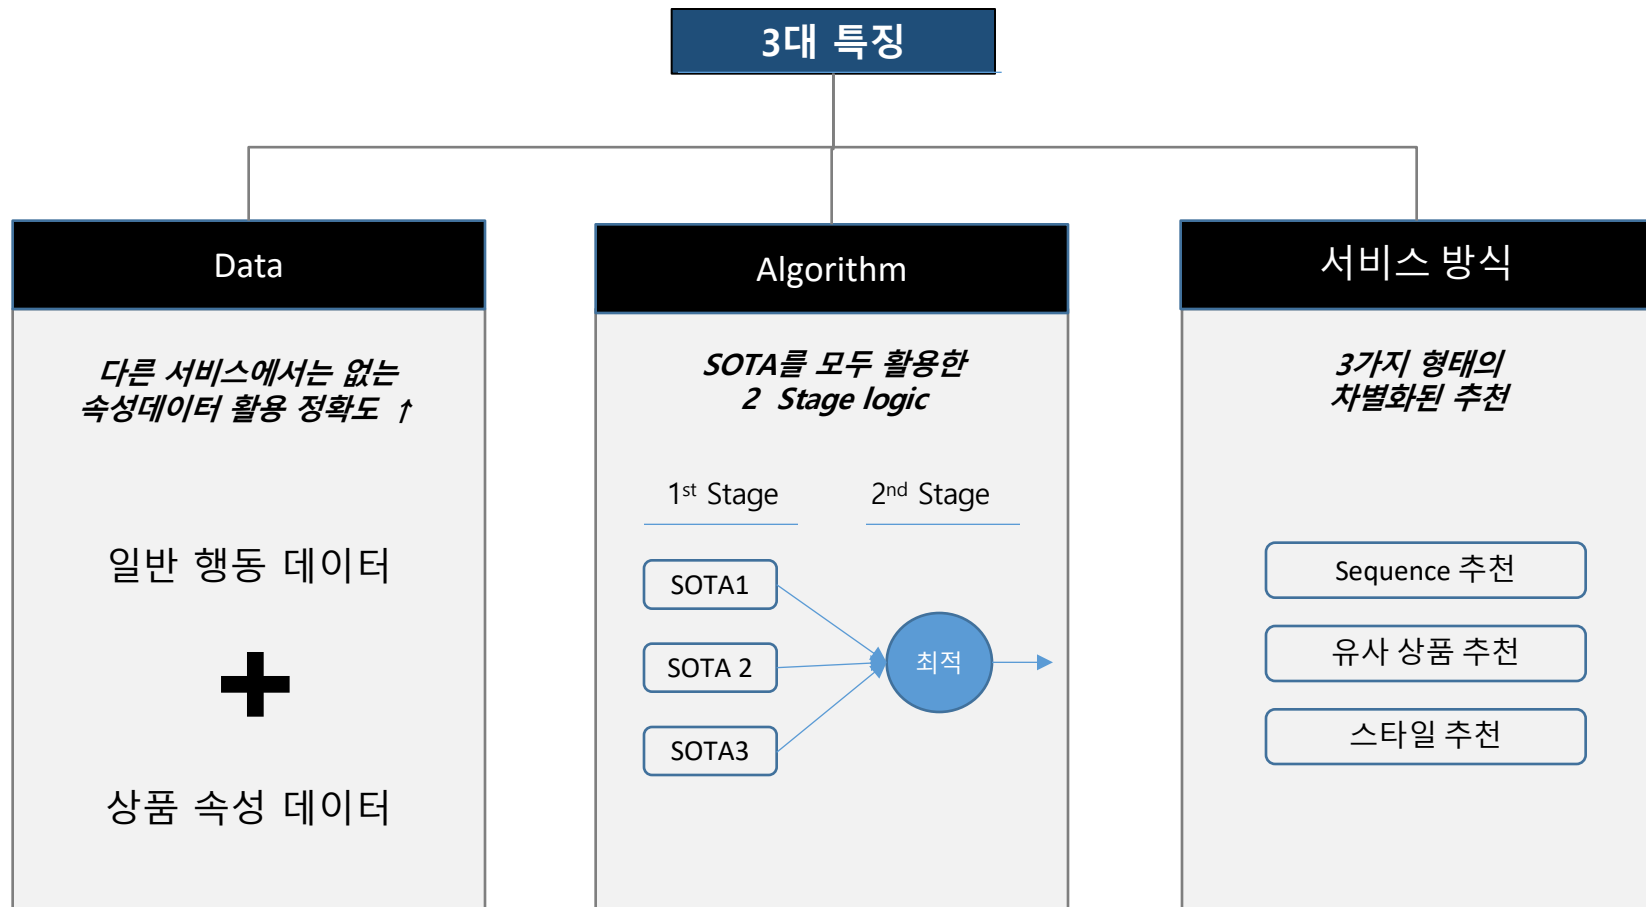 3대 특징
Data
다른 서비스에서는 없는
속성데이터 활용 정확도 ↑
일반 행동 데이터
상품 속성 데이터
Algorithm
SOTA를 모두 활용한
2 Stage logic
1st Stage
2nd Stage
SOTA1
SOTA 2
SOTA3
최적
서비스 방식
3가지 형태의
차별화된 추천
Sequence 추천
유사 상품 추천
스타일 추천